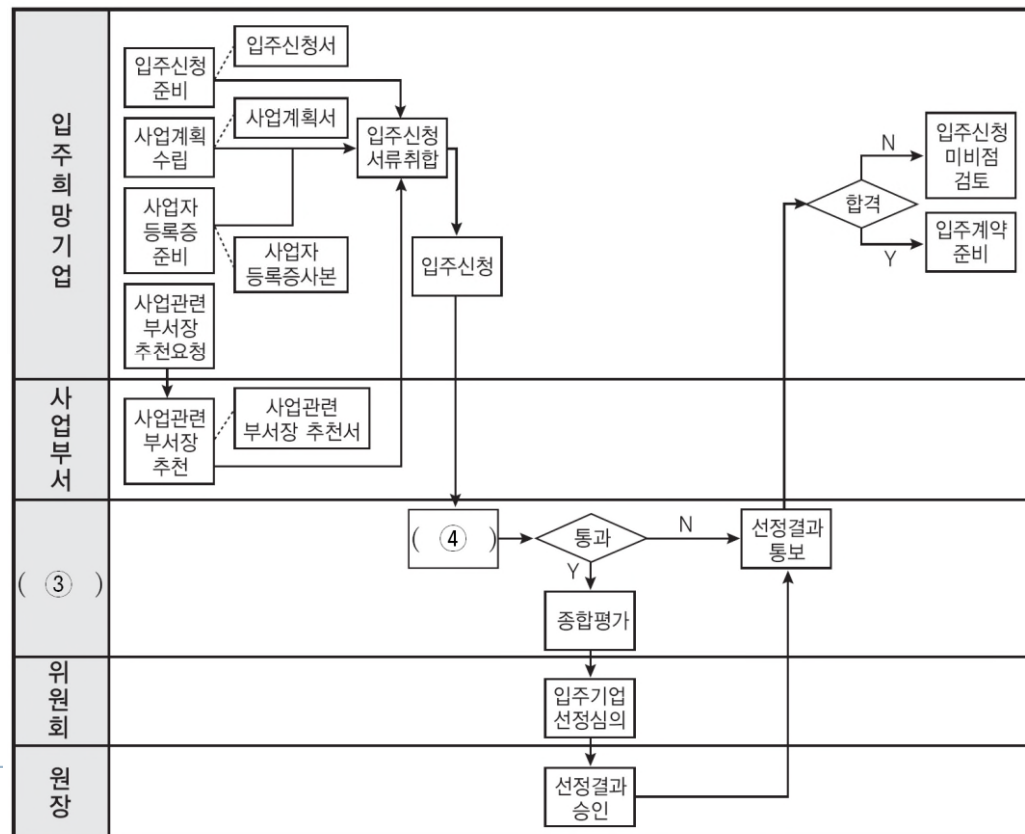 입주희망기업
입주신청
준비
입주신청서
사업계획
수립
사업계획서
사업자
등록증
준비
사업자
등록증사본
사업관련
부서장
추천요청
입주신청
서류취합
입주신청
합격
N
Y
입주신청
미비점
검토
입주계약
준비
사업부서
사업관련
부서장
추천
사업관련
부서장 추천서
( ③ )
( ④ )
통과
N
Y
선정결과
통보
종합평가
위원회
입주기업
선정심의
원장
선정결과
승인